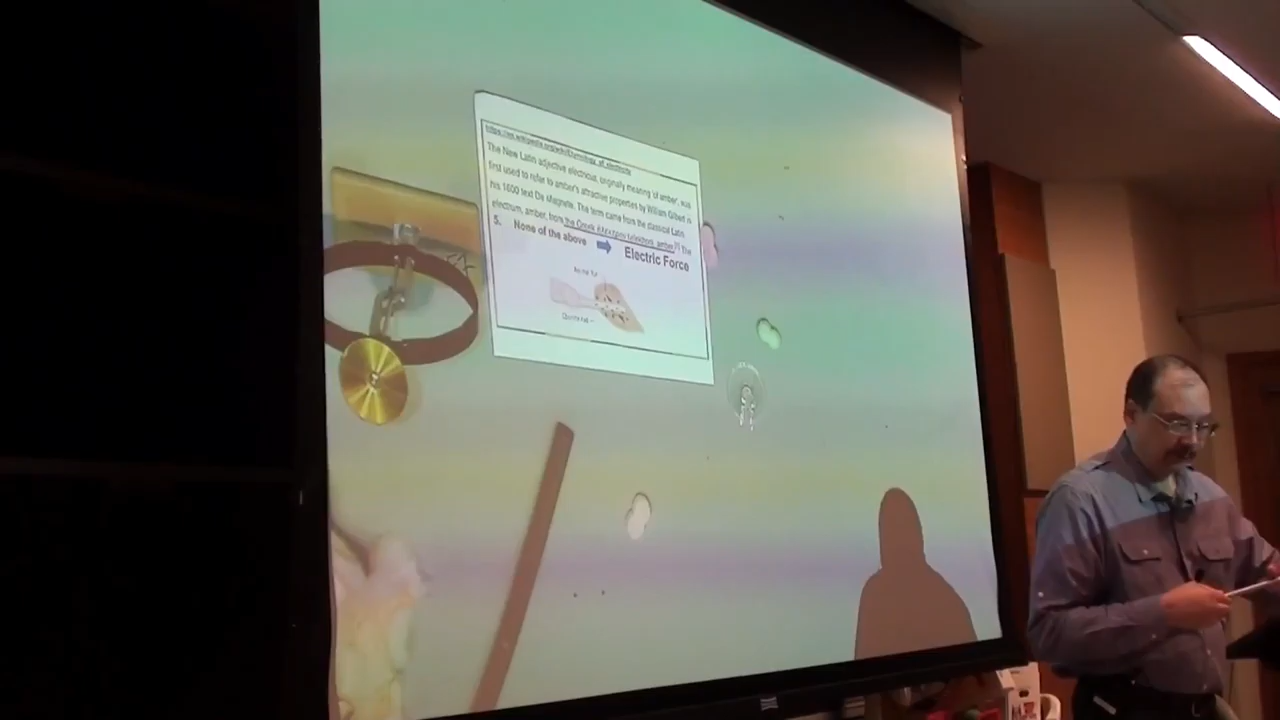 https://en.wikipedia.org/wiki/Etymology_of_electricity
The New Latin adjective electricus, originally meaning 'of amber', was
first used to refer to amber's attractive properties by William Gilbert in
his 1600 text De Magnete. The term came from the classical Latin
electrum, amber, from the Greek ἤλεκτρον (elektron), amber.[1] The
5. None of the above
Electric Force